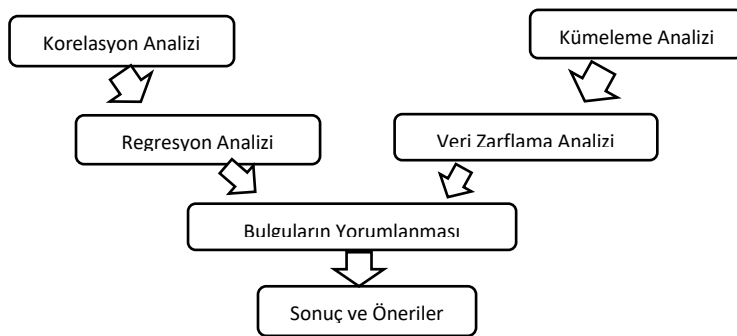 Korelasyon Analizi
Kümeleme Analizi
Regresyon Analizi
Veri Zarflama Analizi
Bulguların Yorumlanması
Sonuç ve Öneriler